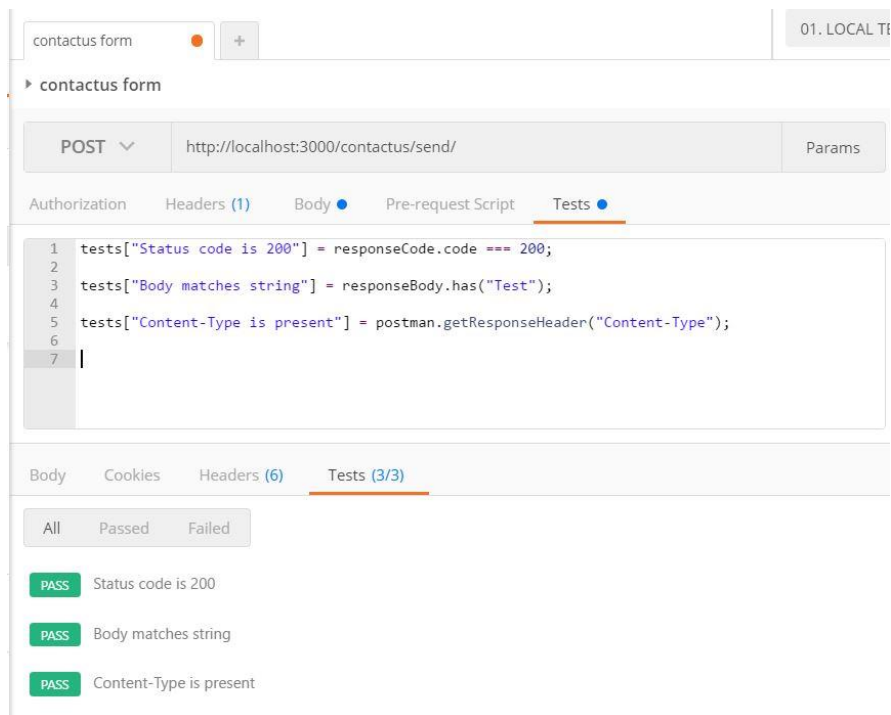 contactus form
+
01. LOCAL TE
contactus form
POST http://localhost:3000/contactus/send/ Params
Authorization Headers (1) Body Pre-request Script Tests
1 tests["Status code is 200"] = responseCode.code === 200;
2
3 tests["Body matches string"] = responseBody.has("Test");
4
5 tests["Content-Type is present"] = postman.getResponseHeader("Content-Type");
6
7
Body Cookies Headers (6) Tests (3/3)
All Passed Failed
PASS Status code is 200
PASS Body matches string
PASS Content-Type is present